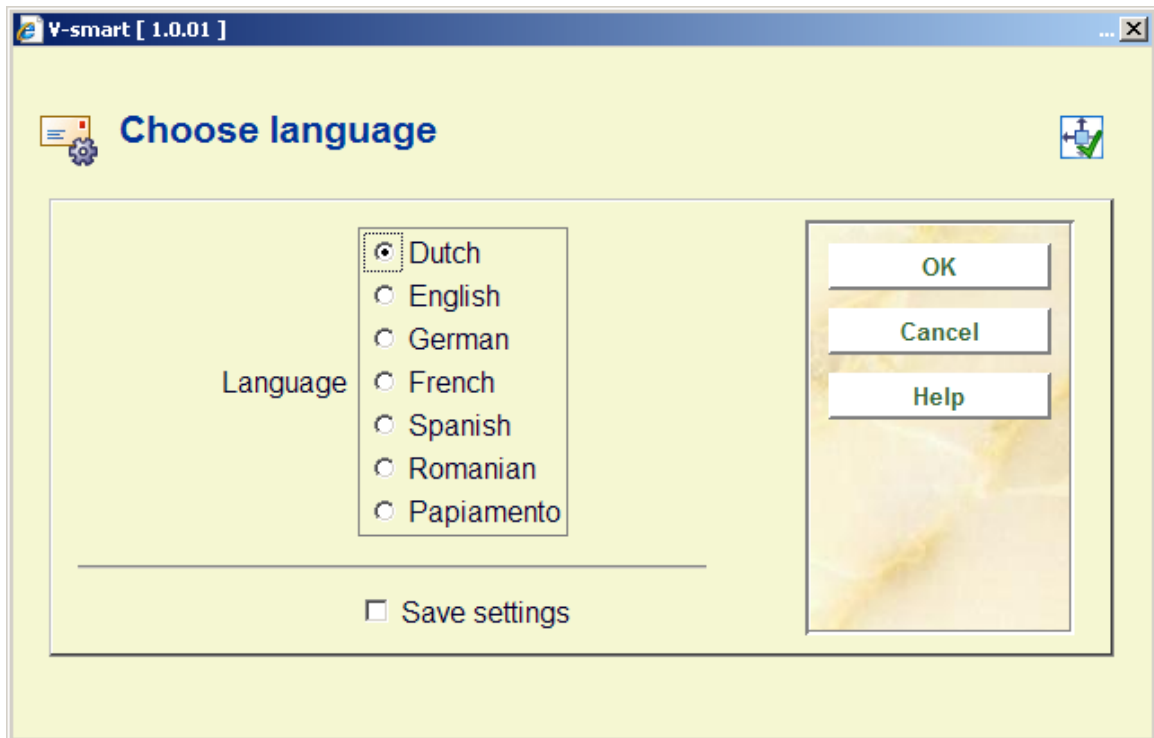 V-smart [ 1.0.01 ]
...
Choose language
Language
Dutch
English
German
French
Spanish
Romanian
Papiamento
Save settings
OK
Cancel
Help